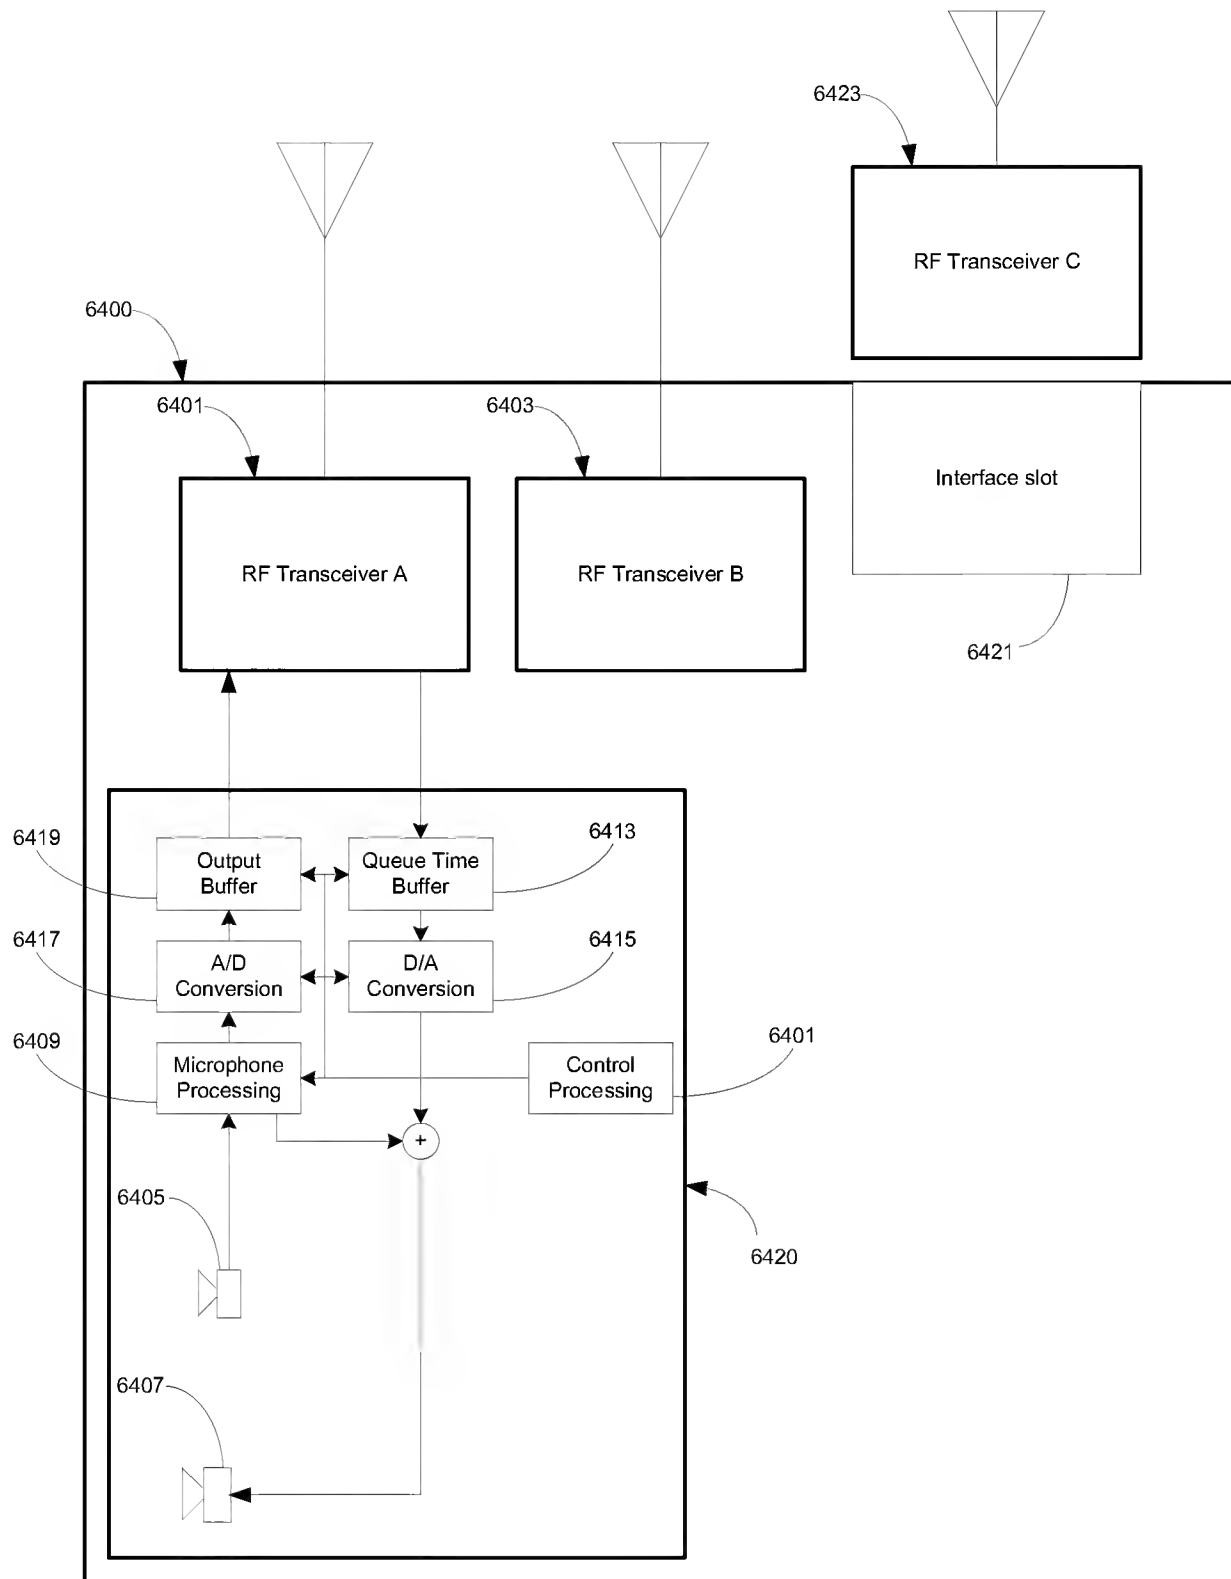 6423
RF Transceiver C
6400
6401
6403
Interface slot
RF Transceiver A
RF Transceiver B
6421
6419
Output
Buffer
Queue Time
Buffer
6413
6417
A/D
Conversion
D/A
Conversion
6415
6409
Microphone
Processing
Control
Processing
6401
+
6405
6420
6407